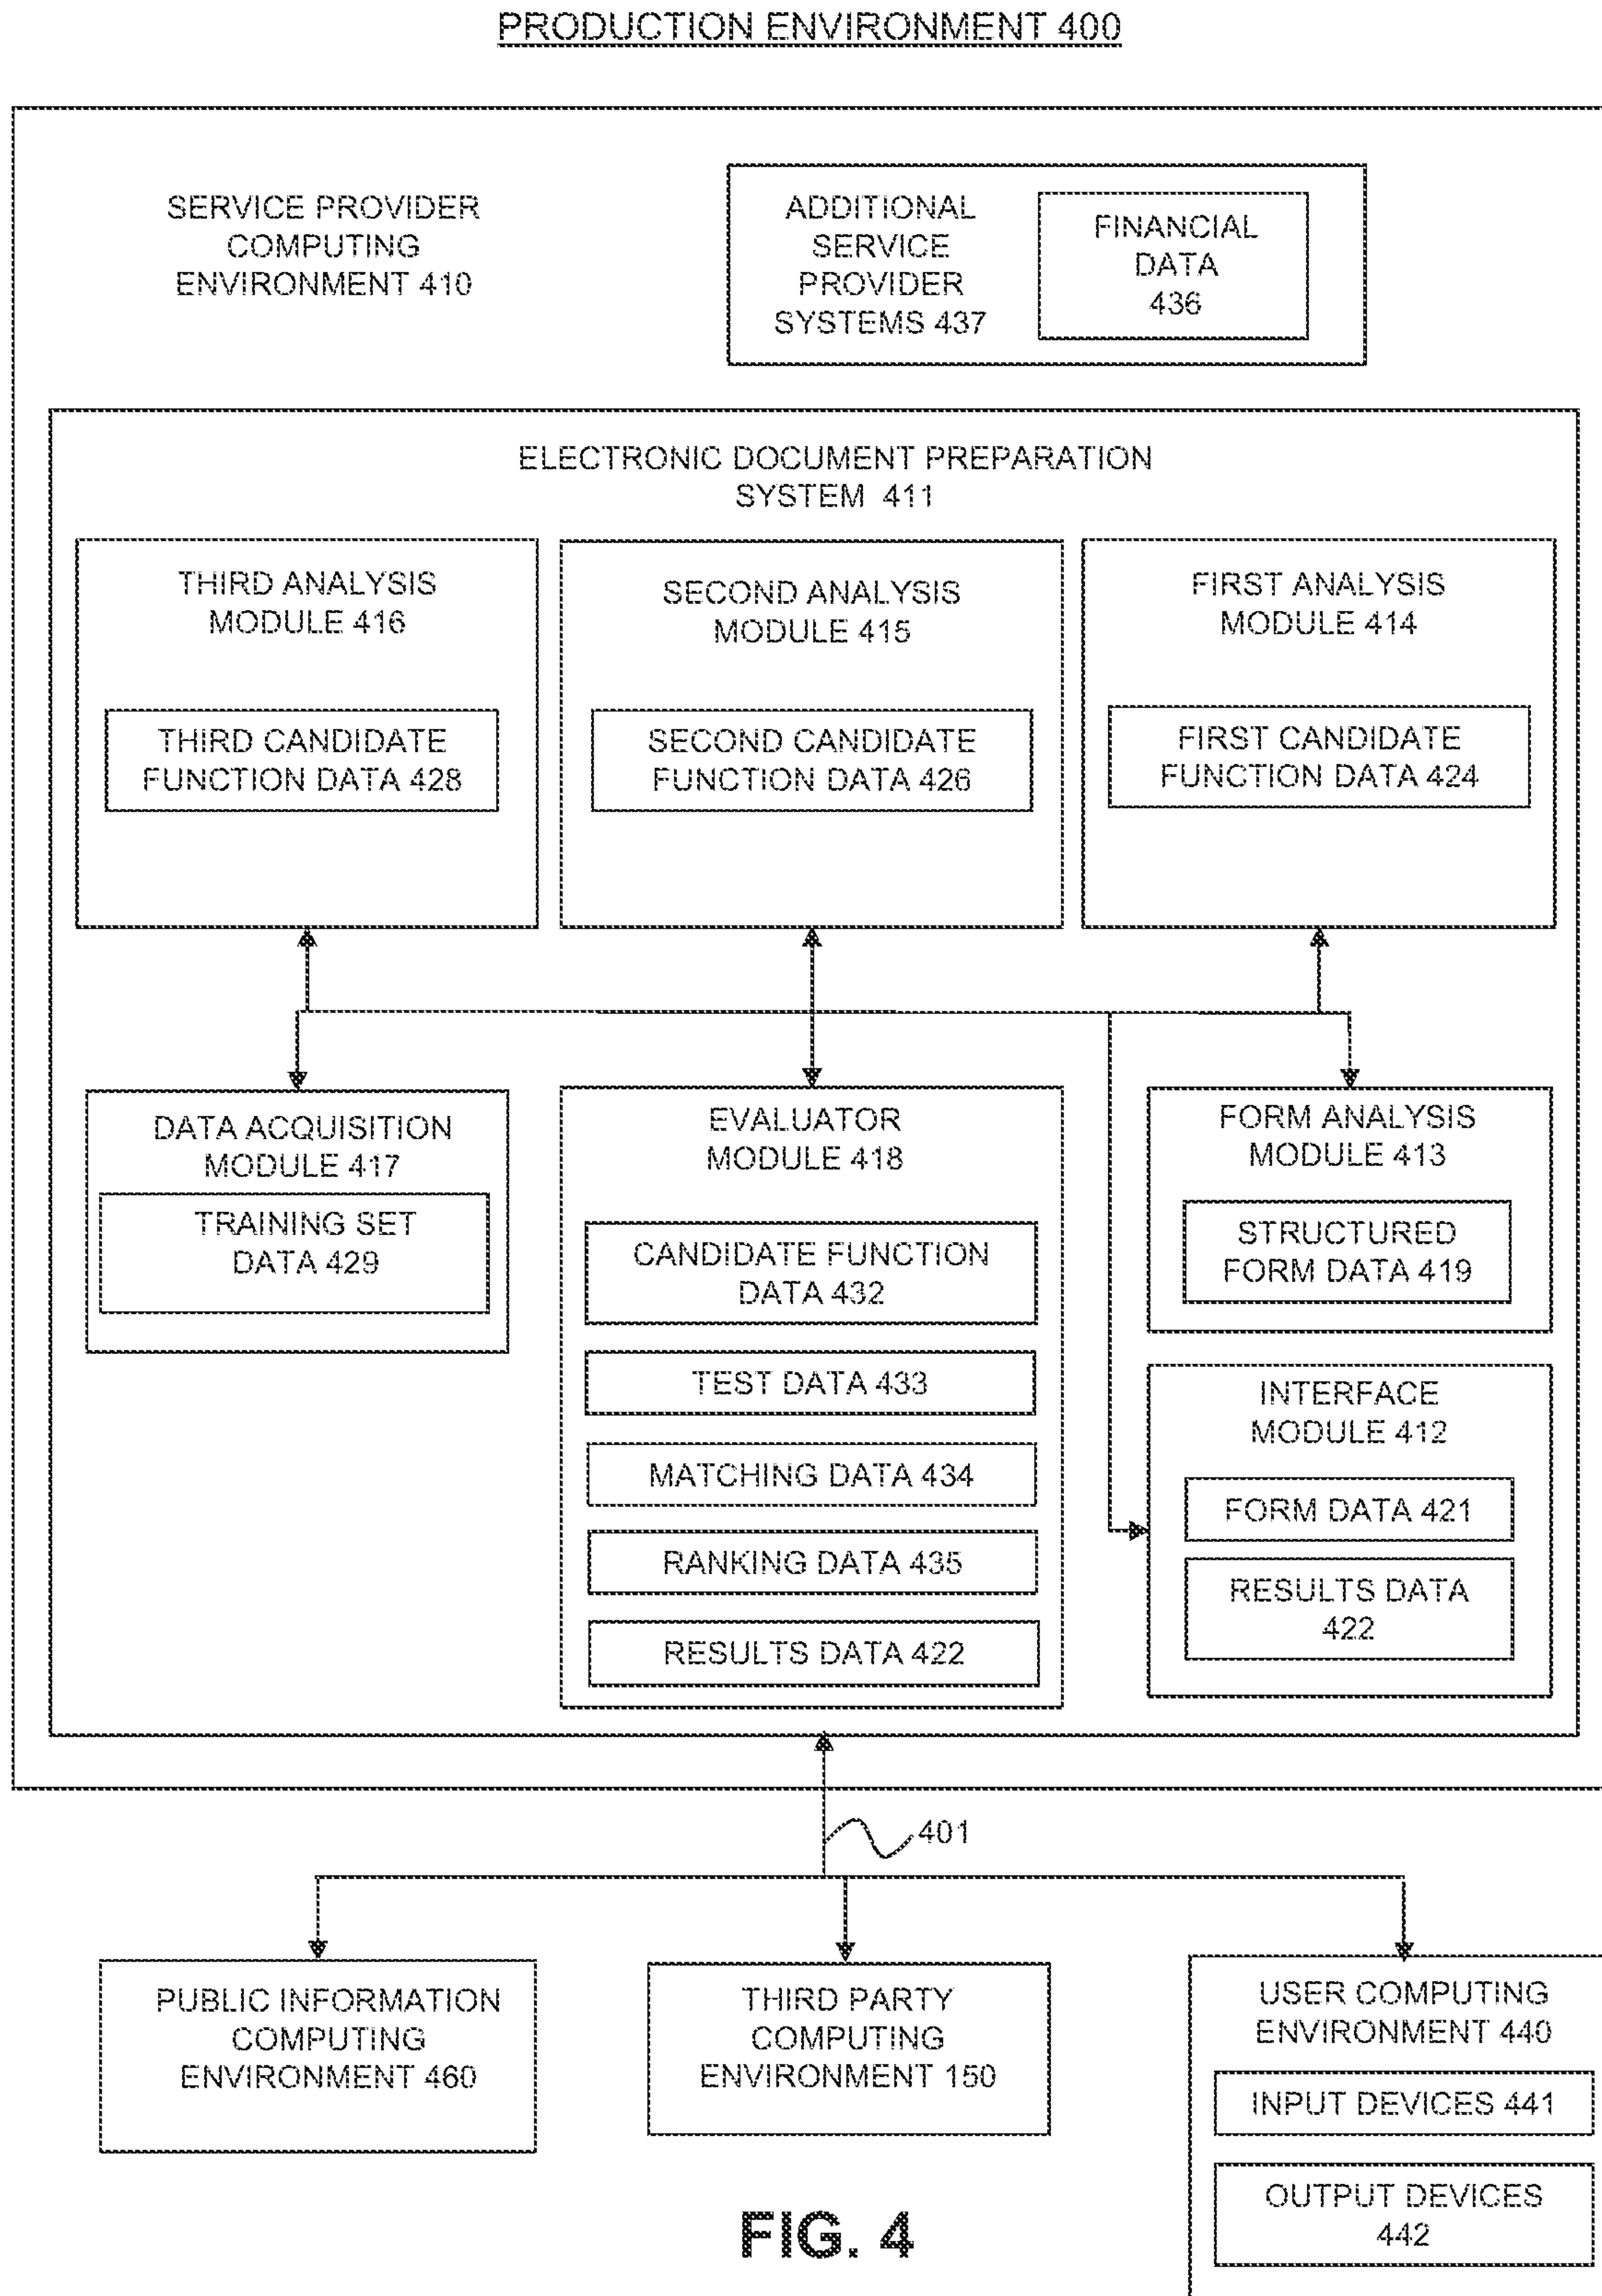 PRODUCTION ENVIRONMENT 400
SERVICE PROVIDER
COMPUTING
ENVIRONMENT 410
ADDITIONAL
SERVICE
PROVIDER
SYSTEMS 437
FINANCIAL
DATA
436
ELECTRONIC DOCUMENT PREPARATION
SYSTEM 411
THIRD ANALYSIS
MODULE 416
THIRD CANDIDATE
FUNCTION DATA 428
SECOND ANALYSIS
MODULE 415
SECOND CANDIDATE
FUNCTION DATA 426
FIRST ANALYSIS
MODULE 414
FIRST CANDIDATE
FUNCTION DATA 424
DATA ACQUISITION
MODULE 417
TRAINING SET
DATA 429
EVALUATOR
MODULE 418
CANDIDATE FUNCTION
DATA 432
TEST DATA 433
MATCHING DATA 434
RANKING DATA 435
RESULTS DATA 422
FORM ANALYSIS
MODULE 413
STRUCTURED
FORM DATA 419
INTERFACE
MODULE 412
FORM DATA 421
RESULTS DATA
422
401
PUBLIC INFORMATION
COMPUTING
ENVIRONMENT 460
THIRD PARTY
COMPUTING
ENVIRONMENT 150
USER COMPUTING
ENVIRONMENT 440
INPUT DEVICES 441
OUTPUT DEVICES
442
FIG. 4